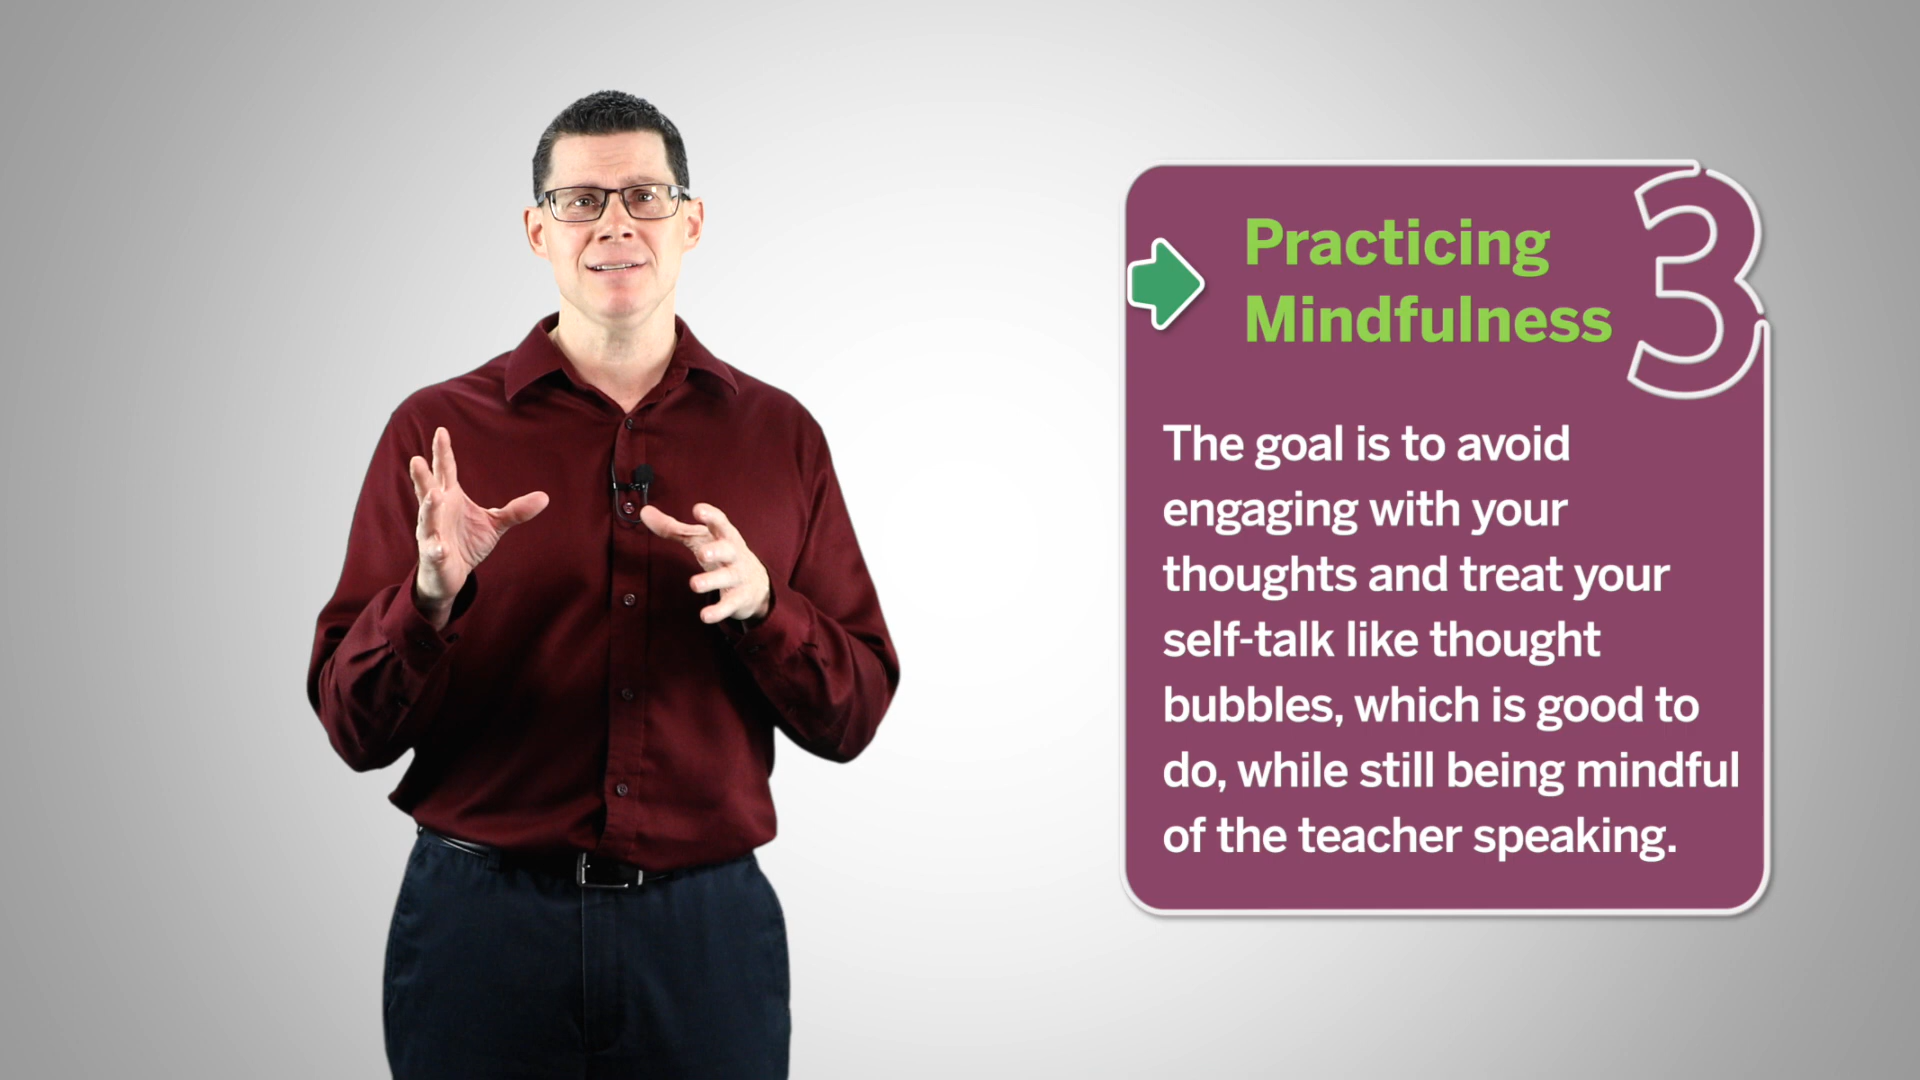 Practicing
Mindfulness
3
The goal is to avoid
engaging with your
thoughts and treat your
self-talk like thought
bubbles, which is good to
do, while still being mindful
of the teacher speaking.